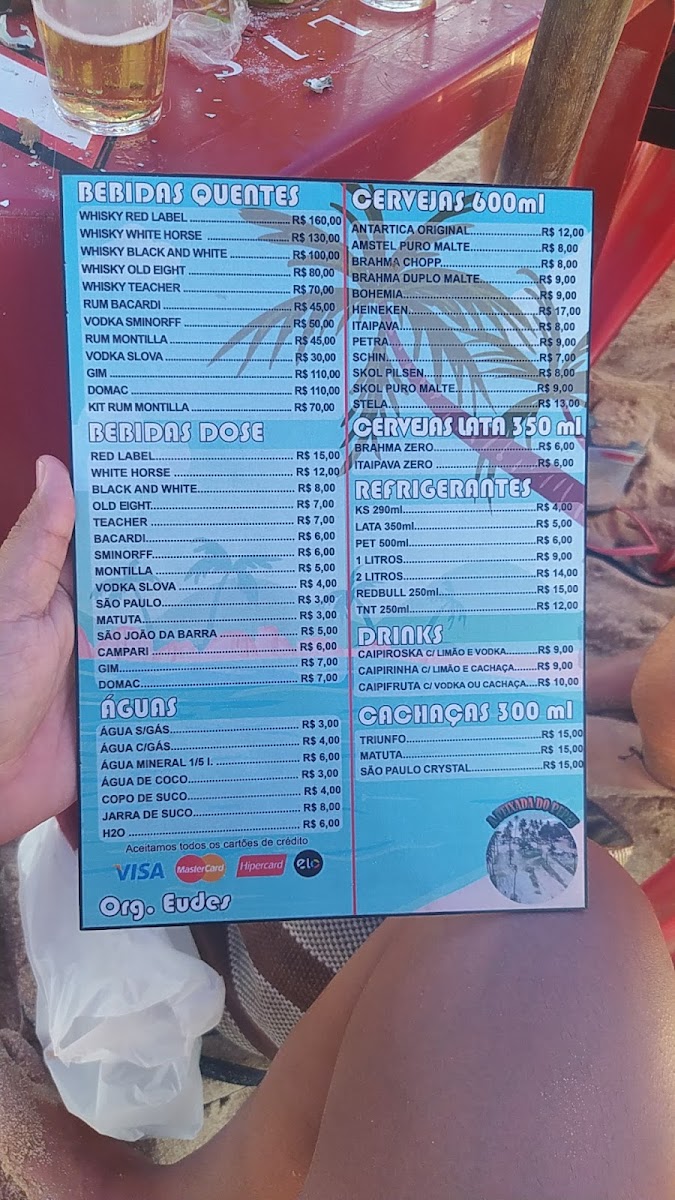 BEBIDAS QUENTES
WHISKY RED LABEL ........ R$ 160,00
WHISKY WHITE HORSE ........ R$ 130,00
WHISKY BLACK AND WHITE ........ R$ 100,00
WHISKY OLD EIGHT ........ R$ 80,00
WHISKY TEACHER ........ R$ 70,00
RUM BACARDI ........ R$ 45,00
VODKA SMINORFF ........ R$ 50,00
RUM MONTILLA ........ R$ 45,00
VODKA SLOVA ........ R$ 30,00
GIM ........ R$ 110,00
DOMAC ........ R$ 110,00
KIT RUM MONTILLA ........ R$ 70,00
BEBIDAS DOSE
RED LABEL ........ R$ 15,00
WHITE HORSE ........ R$ 12,00
BLACK AND WHITE ........ R$ 8,00
OLD EIGHT ........ R$ 7,00
TEACHER ........ R$ 7,00
BACARDI ........ R$ 6,00
SMINORFF ........ R$ 6,00
MONTILLA ........ R$ 5,00
VODKA SLOVA ........ R$ 4,00
SÃO PAULO ........ R$ 3,00
MATUTA ........ R$ 3,00
SÃO JOÃO DA BARRA ........ R$ 5,00
CAMPARI ........ R$ 6,00
GIM ........ R$ 7,00
DOMAC ........ R$ 7,00
ÁGUAS
ÁGUA S/GÁS ........ R$ 3,00
ÁGUA C/GÁS ........ R$ 4,00
ÁGUA MINERAL 1/5 l. ........ R$ 6,00
ÁGUA DE COCO ........ R$ 3,00
COPO DE SUCO ........ R$ 4,00
JARRA DE SUCO ........ R$ 8,00
H2O ........ R$ 6,00
Aceitamos todos os cartões de crédito
VISA MasterCard Hipercard elo
Org. Eudes
CERVEJAS 600ml
ANTARTICA ORIGINAL ........ R$ 12,00
AMSTEL PURO MALTE ........ R$ 8,00
BRAHMA CHOPP ........ R$ 8,00
BRAHMA DUPLO MALTE ........ R$ 9,00
BOHEMIA ........ R$ 9,00
HEINEKEN ........ R$ 17,00
ITAIPAVA ........ R$ 8,00
PETRA ........ R$ 9,00
SCHIN ........ R$ 7,00
SKOL PILSEN ........ R$ 8,00
SKOL PURO MALTE ........ R$ 9,00
STELA ........ R$ 13,00
CERVEJAS LATA 350 ml
BRAHMA ZERO ........ R$ 6,00
ITAIPAVA ZERO ........ R$ 6,00
REFRIGERANTES
KS 290ml ........ R$ 4,00
LATA 350ml ........ R$ 5,00
PET 500ml ........ R$ 6,00
1 LITROS ........ R$ 9,00
2 LITROS ........ R$ 14,00
REDBULL 250ml ........ R$ 15,00
TNT 250ml ........ R$ 12,00
DRINKS
CAIPIROSKA C/ LIMÃO E VODKA ........ R$ 9,00
CAIPIRINHA C/ LIMÃO E CACHAÇA ........ R$ 9,00
CAIPIFRUTA C/ VODKA OU CACHAÇA .... R$ 10,00
CACHAÇAS 300 ml
TRIUNFO ........ R$ 15,00
MATUTA ........ R$ 15,00
SÃO PAULO CRYSTAL ........ R$ 15,00